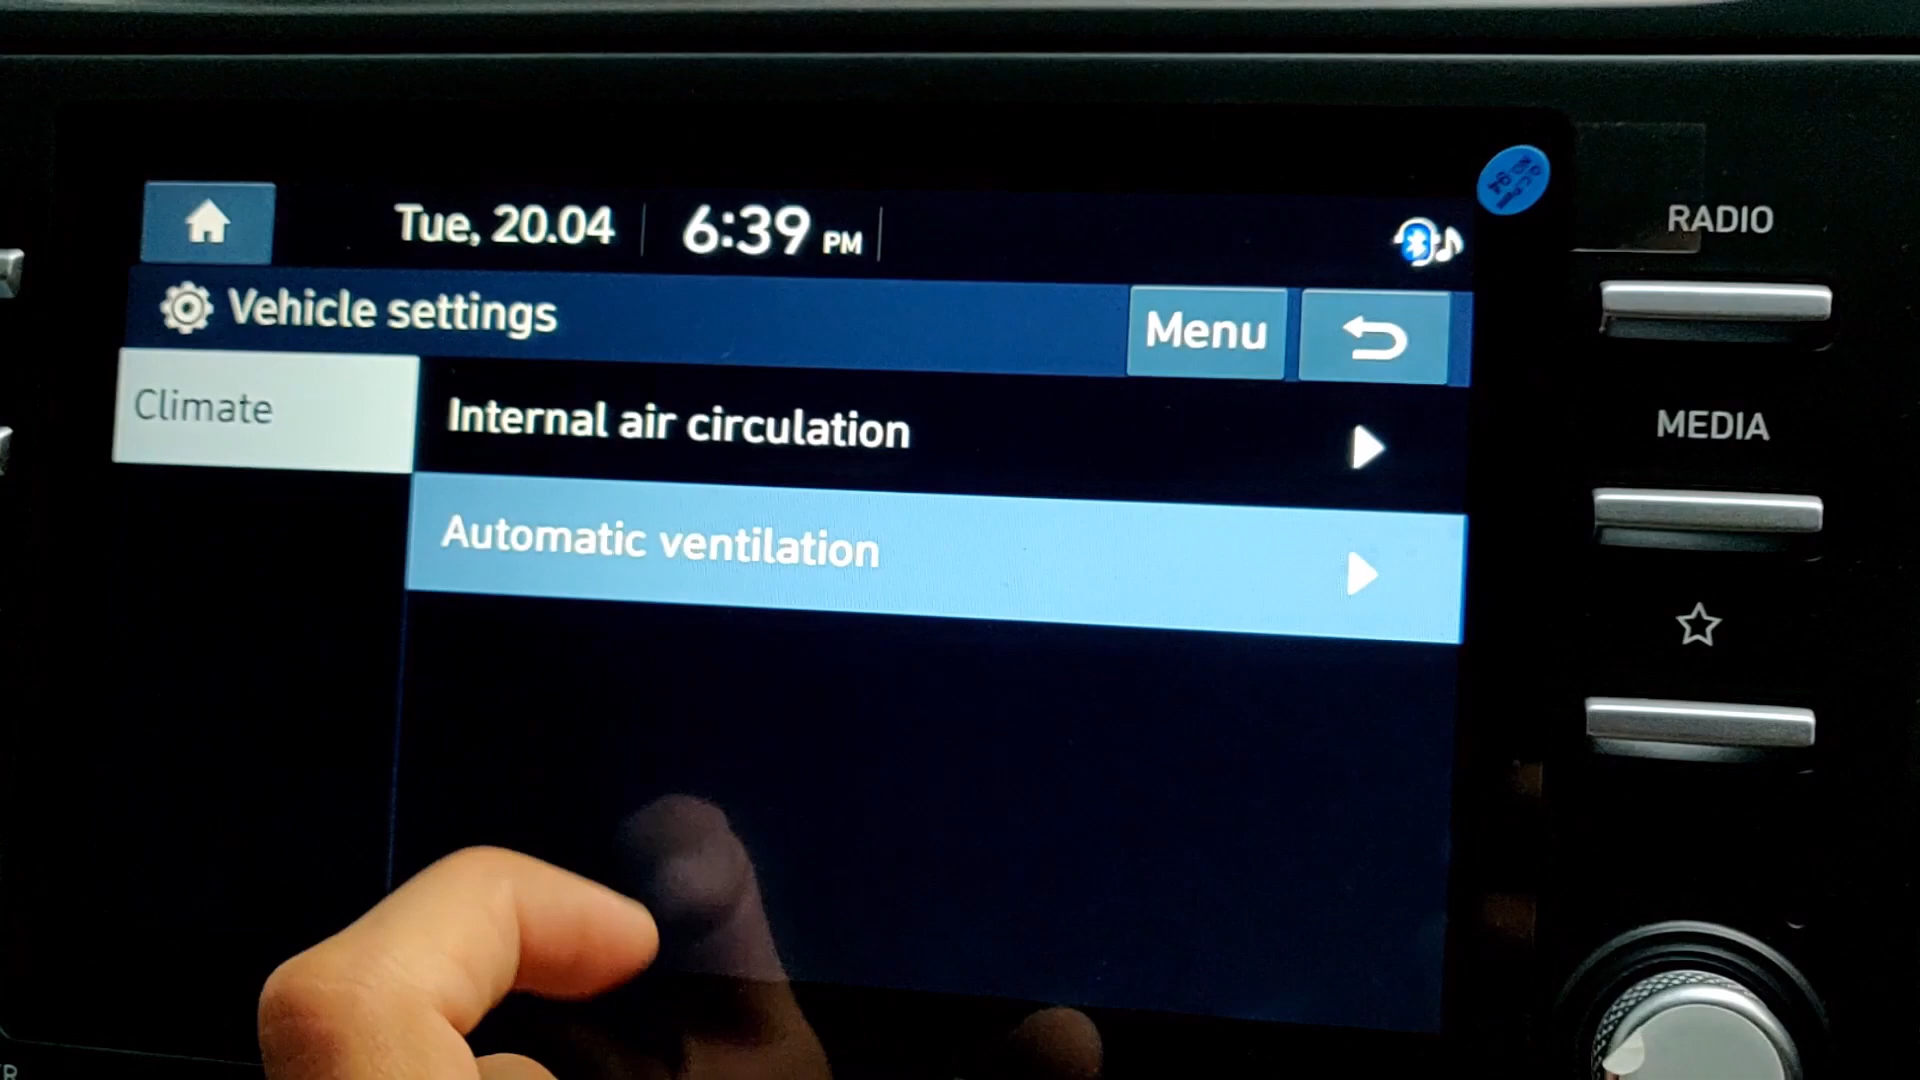 Tue, 20.04
6:39 PM
Vehicle settings
Menu
Climate
Internal air circulation
Automatic ventilation
RADIO
MEDIA